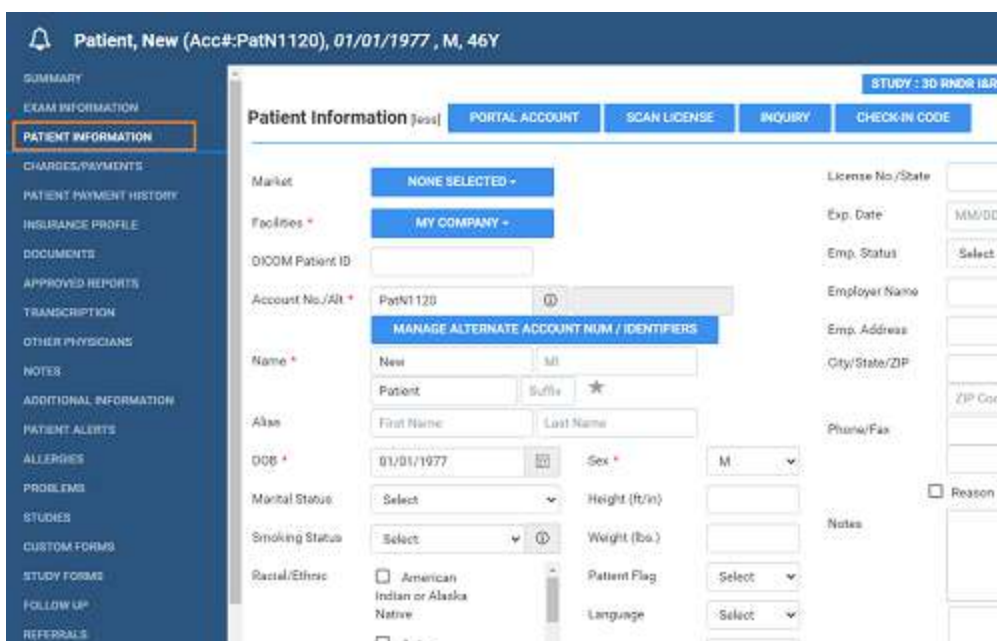 Patient, New (Acc#:PatN1120), 01/01/1977 , M, 46Y
SUMMARY
EXAM INFORMATION
PATIENT INFORMATION
CHARGES/PAYMENTS
PATIENT PAYMENT HISTORY
INSURANCE PROFILE
DOCUMENTS
APPROVED REPORTS
TRANSCRIPTION
OTHER PHYSICIANS
NOTES
ADDITIONAL INFORMATION
PATIENT ALERTS
ALLERGIES
PROBLEMS
STUDIES
CUSTOM FORMS
STUDY FORMS
FOLLOW UP
REFERRALS
STUDY : 3D RNDR I&R
Patient Information [less] PORTAL ACCOUNT SCAN LICENSE INQUIRY CHECK-IN CODE
Market NONE SELECTED
Facilities * MY COMPANY
DICOM Patient ID
Account No./Alt * PatN1120
MANAGE ALTERNATE ACCOUNT NUM / IDENTIFIERS
Name * New MI
Patient Suffix
Alias First Name Last Name
DOB * 01/01/1977 Sex * M
Marital Status Select Height (ft/in)
Smoking Status Select Weight (lbs.)
Racial/Ethnic American Patient Flag Select
Indian or Alaska
Native Language Select
License No./State
Exp. Date MM/DD
Emp. Status Select
Employer Name
Emp. Address
City/State/ZIP
ZIP Cod
Phone/Fax
Reason
Notes